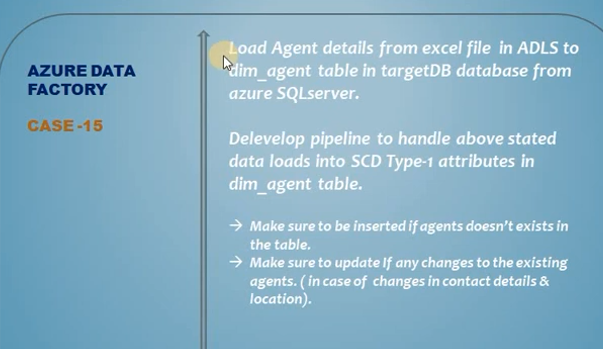 AZURE DATA
FACTORY
CASE -15
Load Agent details from excel file in ADLS to
dim_agent table in targetDB database from
azure SQLserver.
Delevelop pipeline to handle above stated
data loads into SCD Type-1 attributes in
dim_agent table.
→ Make sure to be inserted if agents doesn't exists in
the table.
→ Make sure to update If any changes to the existing
agents. ( in case of changes in contact details &
location).